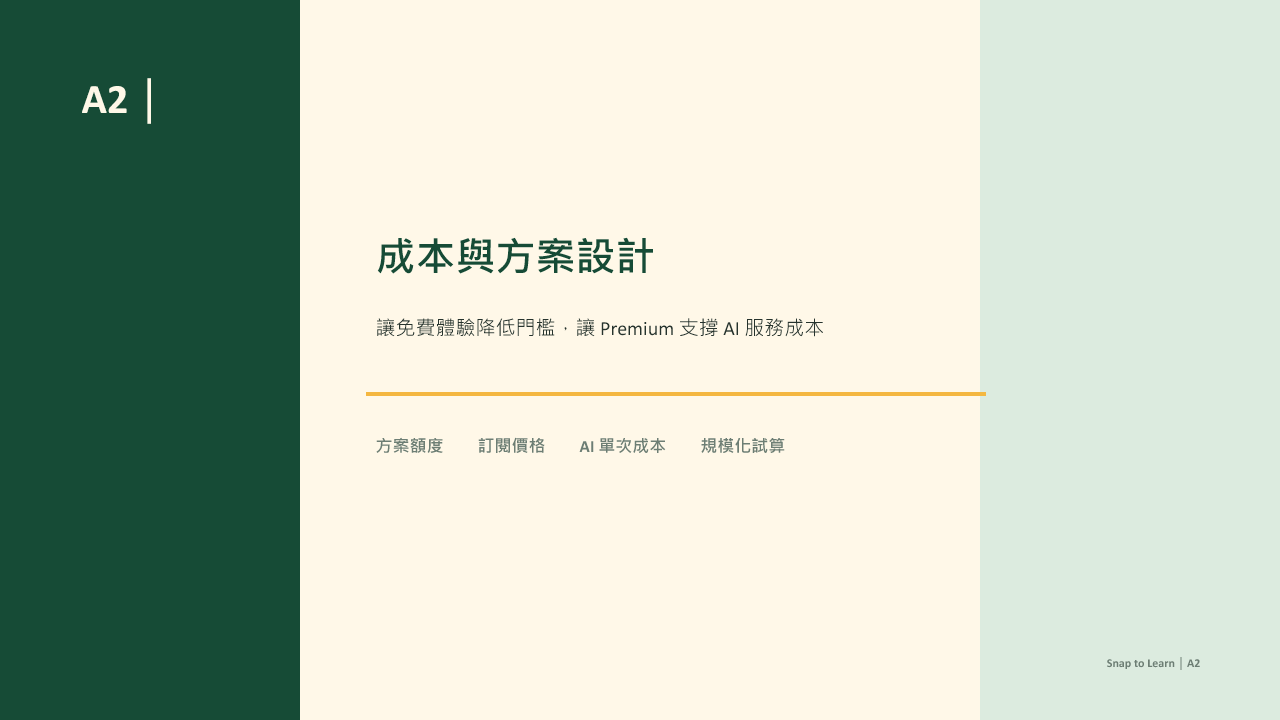 A2 │
成本與方案設計
讓免費體驗降低門檻，讓 Premium 支撐 AI 服務成本
方案額度　　訂閱價格　　AI 單次成本　　規模化試算
Snap to Learn │ A2